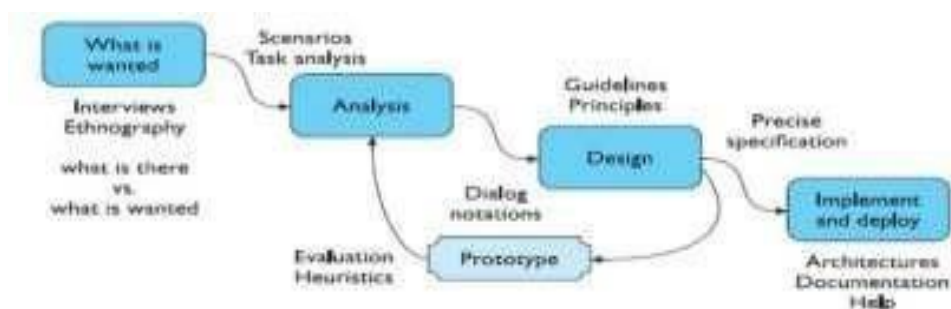 What is
wanted
Interviews
Ethnography
what is there
vs.
what is wanted
Scenarios
Task analysis
Analysis
Guidelines
Principles
Design
Dialog
notations
Precise
specification
Prototype
Evaluation
Heuristics
Implement
and deploy
Architectures
Documentation
Help